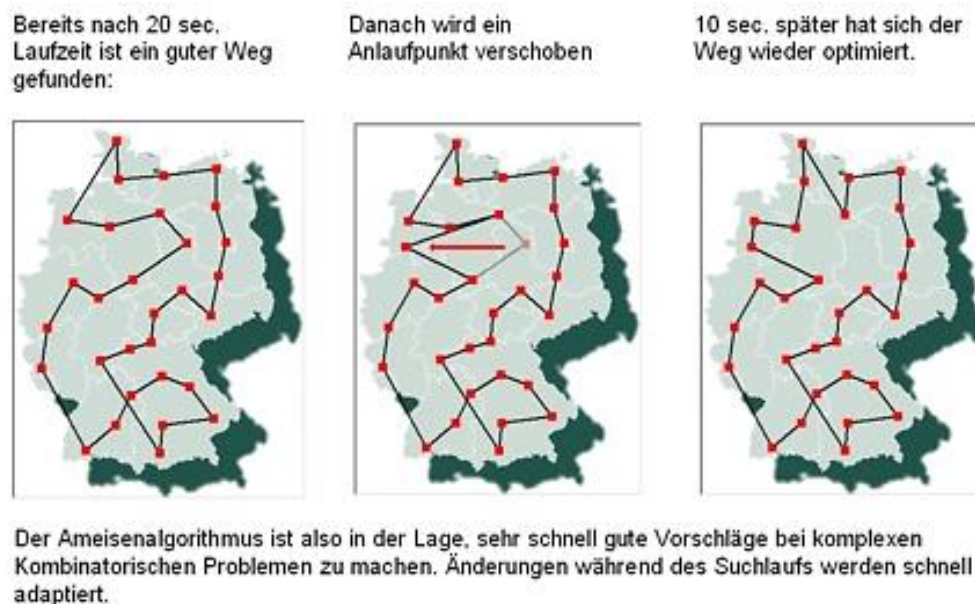 Bereits nach 20 sec.
Laufzeit ist ein guter Weg
gefunden:
Danach wird ein
Anlaufpunkt verschoben
10 sec. später hat sich der
Weg wieder optimiert.
Der Ameisenalgorithmus ist also in der Lage, sehr schnell gute Vorschläge bei komplexen
Kombinatorischen Problemen zu machen. Änderungen während des Suchlaufs werden schnell
adaptiert.